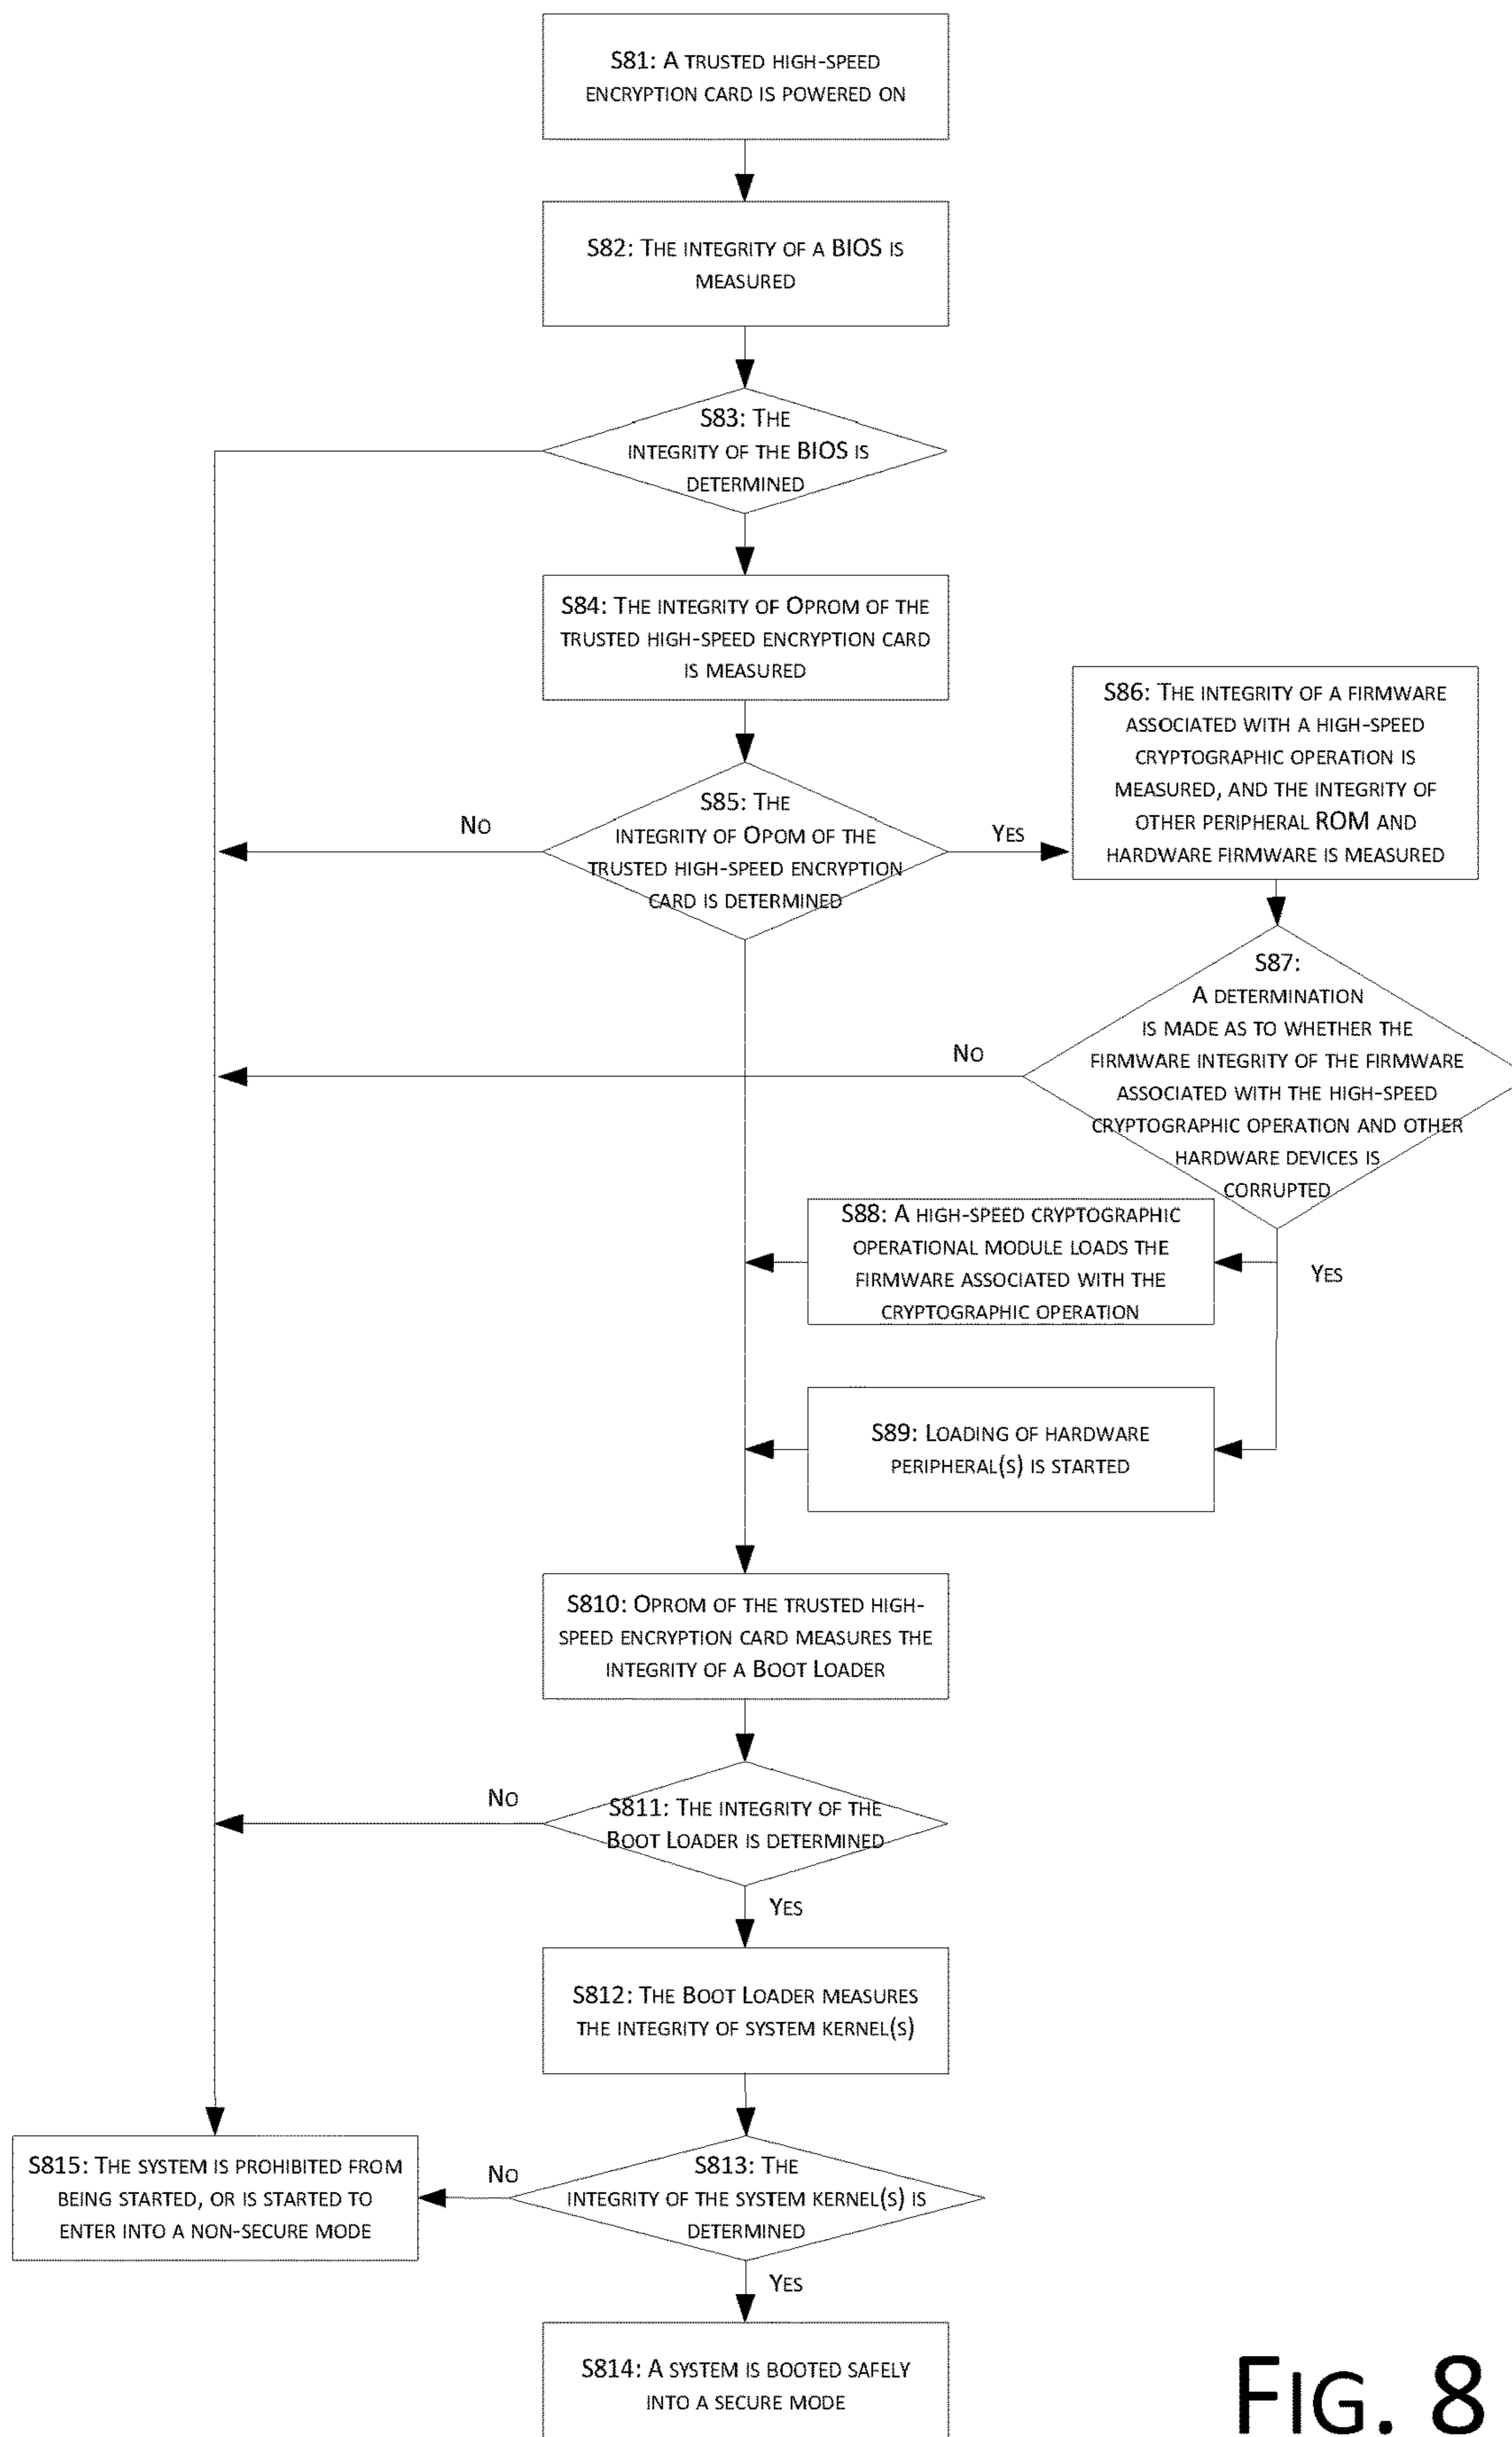 S81: A TRUSTED HIGH-SPEED
ENCRYPTION CARD IS POWERED ON
S82: THE INTEGRITY OF A BIOS IS
MEASURED
S83: THE
INTEGRITY OF THE BIOS IS
DETERMINED
S84: THE INTEGRITY OF OPROM OF THE
TRUSTED HIGH-SPEED ENCRYPTION CARD
IS MEASURED
S85: THE
INTEGRITY OF OPOM OF THE
TRUSTED HIGH-SPEED ENCRYPTION
CARD IS DETERMINED
NO
YES
S86: THE INTEGRITY OF A FIRMWARE
ASSOCIATED WITH A HIGH-SPEED
CRYPTOGRAPHIC OPERATION IS
MEASURED, AND THE INTEGRITY OF
OTHER PERIPHERAL ROM AND
HARDWARE FIRMWARE IS MEASURED
S87:
A DETERMINATION
IS MADE AS TO WHETHER THE
FIRMWARE INTEGRITY OF THE FIRMWARE
ASSOCIATED WITH THE HIGH-SPEED
CRYPTOGRAPHIC OPERATION AND OTHER
HARDWARE DEVICES IS
CORRUPTED
NO
YES
S88: A HIGH-SPEED CRYPTOGRAPHIC
OPERATIONAL MODULE LOADS THE
FIRMWARE ASSOCIATED WITH THE
CRYPTOGRAPHIC OPERATION
S89: LOADING OF HARDWARE
PERIPHERAL(S) IS STARTED
S810: OPROM OF THE TRUSTED HIGH-
SPEED ENCRYPTION CARD MEASURES THE
INTEGRITY OF A BOOT LOADER
S811: THE INTEGRITY OF THE
BOOT LOADER IS DETERMINED
NO
YES
S812: THE BOOT LOADER MEASURES
THE INTEGRITY OF SYSTEM KERNEL(S)
S813: THE
INTEGRITY OF THE SYSTEM KERNEL(S) IS
DETERMINED
NO
YES
S815: THE SYSTEM IS PROHIBITED FROM
BEING STARTED, OR IS STARTED TO
ENTER INTO A NON-SECURE MODE
S814: A SYSTEM IS BOOTED SAFELY
INTO A SECURE MODE
FIG. 8